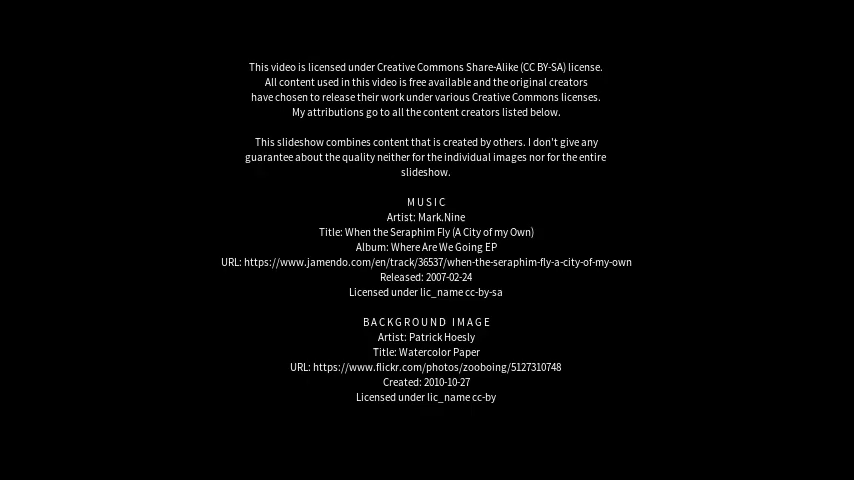 This video is licensed under Creative Commons Share-Alike (CC BY-SA) license.
All content used in this video is free available and the original creators
have chosen to release their work under various Creative Commons licenses.
My attributions go to all the content creators listed below.
This slideshow combines content that is created by others. I don't give any
guarantee about the quality neither for the individual images nor for the entire
slideshow.
MUSIC
Artist: Mark.Nine
Title: When the Seraphim Fly (A City of my Own)
Album: Where Are We Going EP
URL: https://www.jamendo.com/en/track/36537/when-the-seraphim-fly-a-city-of-my-own
Released: 2007-02-24
Licensed under lic_name cc-by-sa
BACKGROUND IMAGE
Artist: Patrick Hoesly
Title: Watercolor Paper
URL: https://www.flickr.com/photos/zooboing/5127310748
Created: 2010-10-27
Licensed under lic_name cc-by